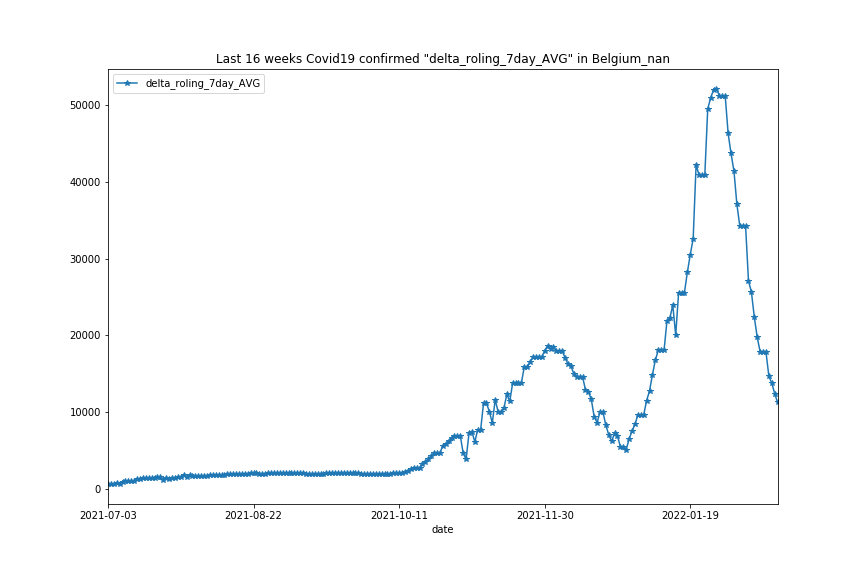 Last 16 weeks Covid19 confirmed "delta_roling_7day_AVG" in Belgium_nan
delta_roling_7day_AVG
50000
40000
30000
20000
10000
0
2021-07-03 2021-08-22 2021-10-11 2021-11-30 2022-01-19
date